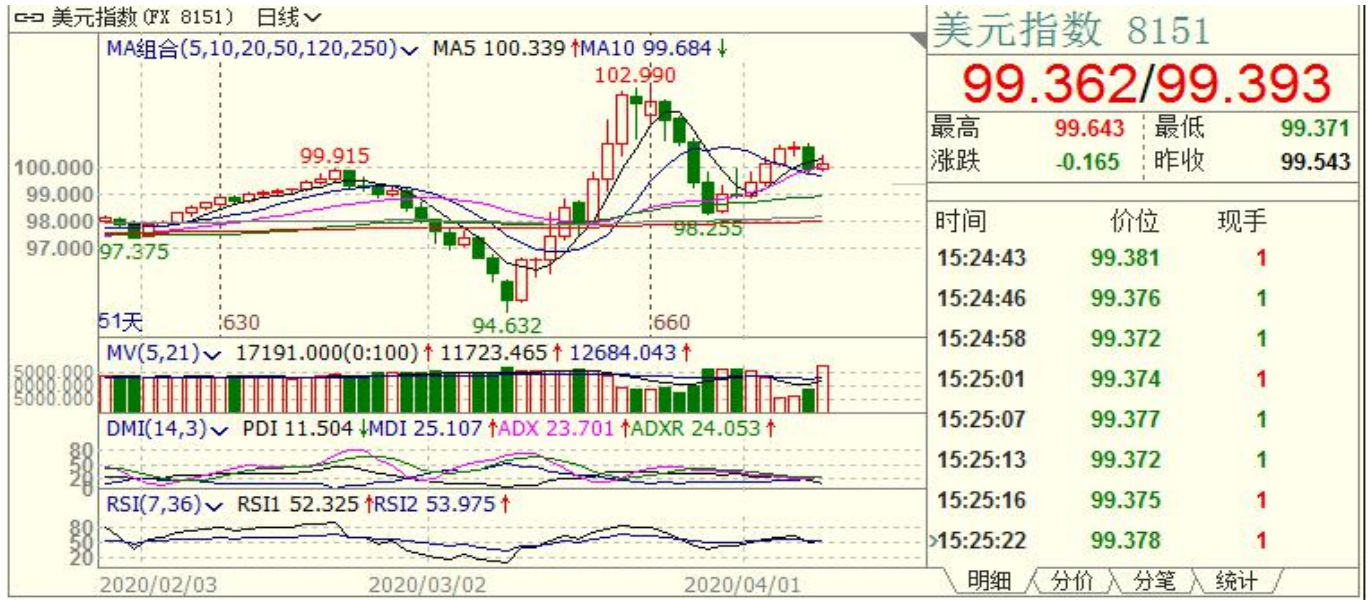 美元指数(FX 8151) 日线
MA组合(5,10,20,50,120,250) MA5 100.339↑MA10 99.684↓
102.990
99.915
100.000
99.000
98.000
97.000
97.375
98.255
94.632
51天
630
660
MV(5,21) 17191.000(0:100)↑ 11723.465↑ 12684.043↑
5000.000
0000.000
5000.000
DMI(14,3) PDI 11.504↓MDI 25.107↑ADX 23.701↑ADXR 24.053↑
80
50
20
0
RSI(7,36) RSI1 52.325↑RSI2 53.975↑
80
50
20
2020/02/03 2020/03/02 2020/04/01
美元指数 8151
99.362/99.393
最高 99.643 最低 99.371
涨跌 -0.165 昨收 99.543
时间 价位 现手
15:24:43 99.381 1
15:24:46 99.376 1
15:24:58 99.372 1
15:25:01 99.374 1
15:25:07 99.377 1
15:25:13 99.372 1
15:25:16 99.375 1
>15:25:22 99.378 1
明细 分价 分笔 统计